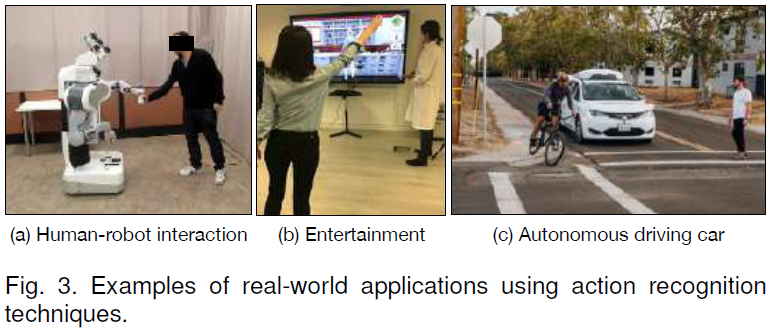 (a) Human-robot interaction
(b) Entertainment
(c) Autonomous driving car
Fig. 3. Examples of real-world applications using action recognition
techniques.